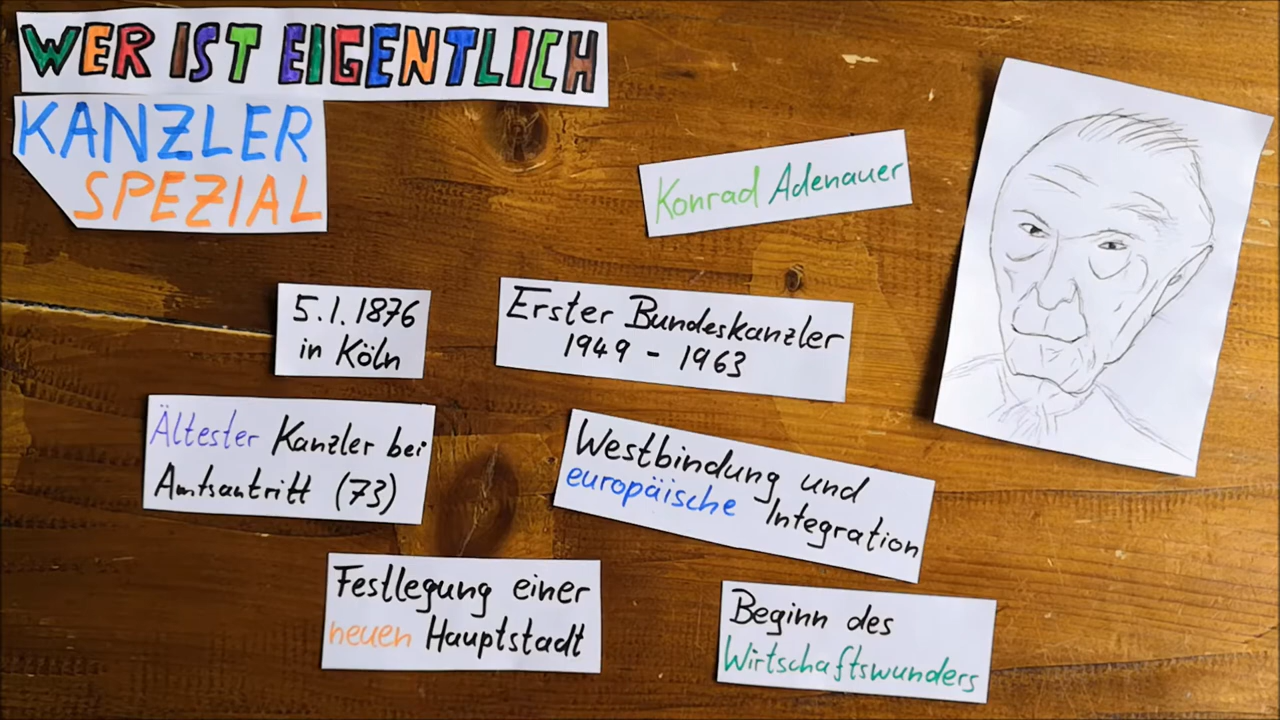 WER IST EIGENTLICH
KANZLER
SPEZIAL
Konrad Adenauer
5.1.1876
in Köln
Erster Bundeskanzler
1949 - 1963
Ältester Kanzler bei
Amtsantritt (73)
Westbindung und
europäische Integration
Festlegung einer
neuen Hauptstadt
Beginn des
Wirtschaftswunders